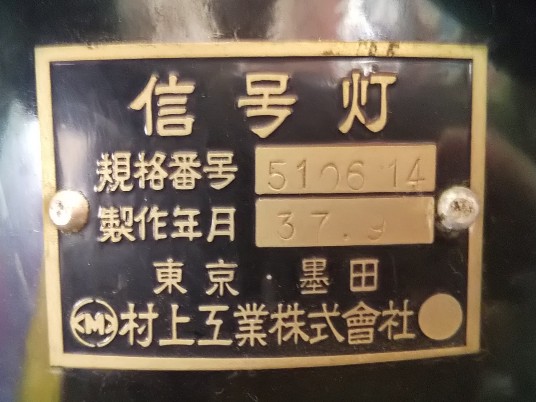 信号灯
規格番号 5106 14
製作年月 37.9
東京 墨田
M 村上工業株式會社